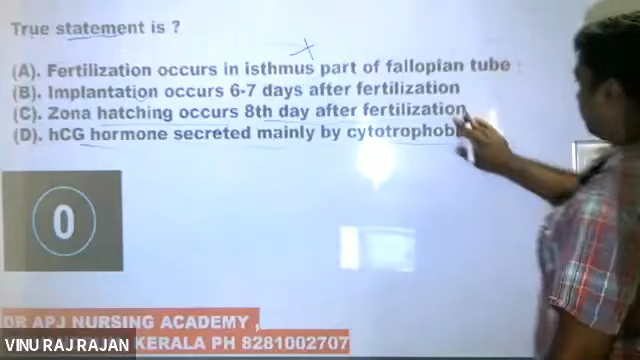 True statement is ?
(A). Fertilization occurs in isthmus part of fallopian tube
(B). Implantation occurs 6-7 days after fertilization
(C). Zona hatching occurs 8th day after fertilization
(D). hCG hormone secreted mainly by
0
DR APJ NURSING ACADEMY ,
KERALA PH 8281002707
VINU RAJ RAJAN